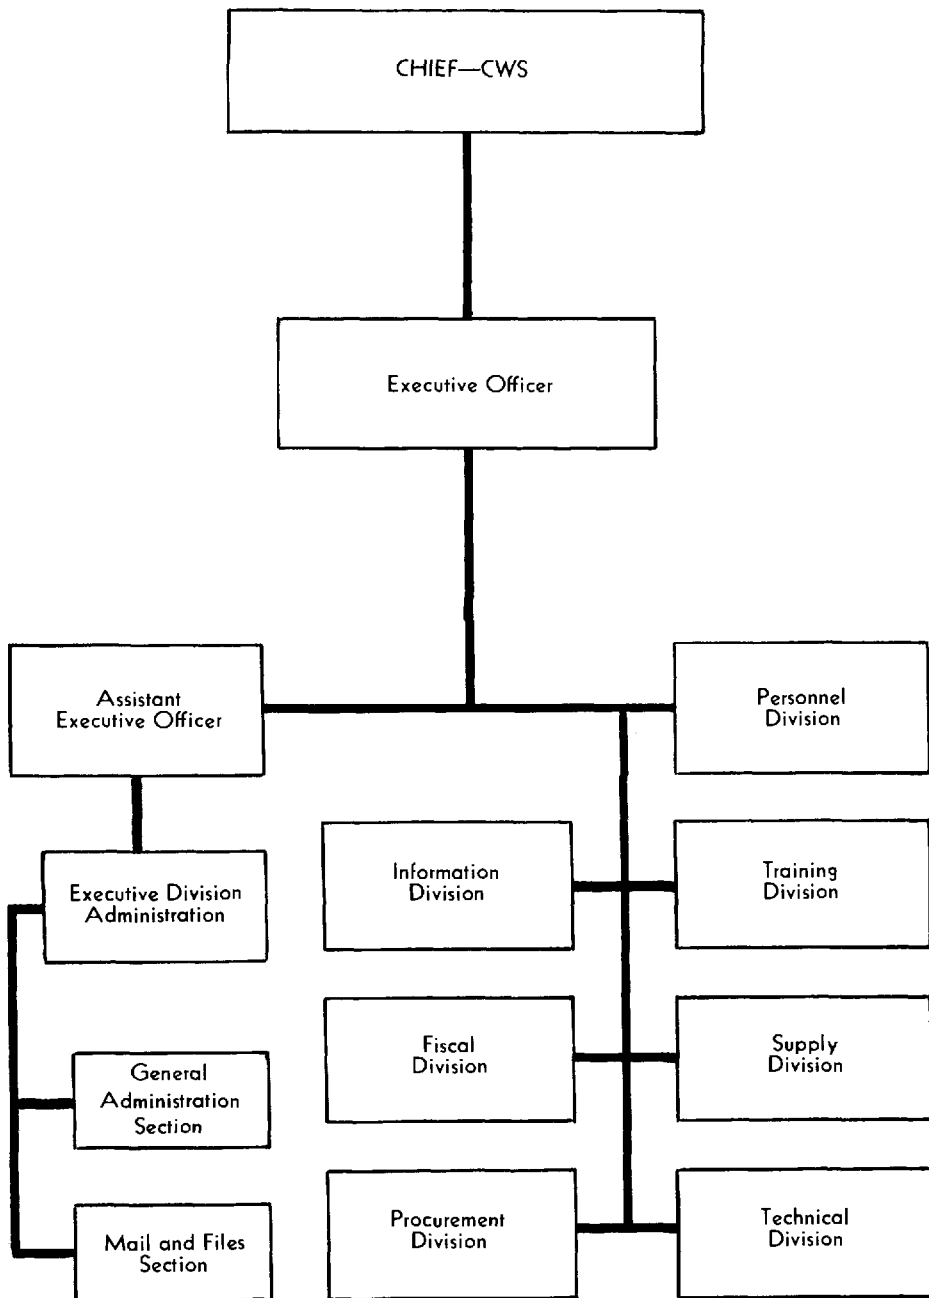 CHIEF—CWS
Executive Officer
Assistant
Executive Officer
Personnel
Division
Executive Division
Administration
Information
Division
Training
Division
General
Administration
Section
Fiscal
Division
Supply
Division
Mail and Files
Section
Procurement
Division
Technical
Division